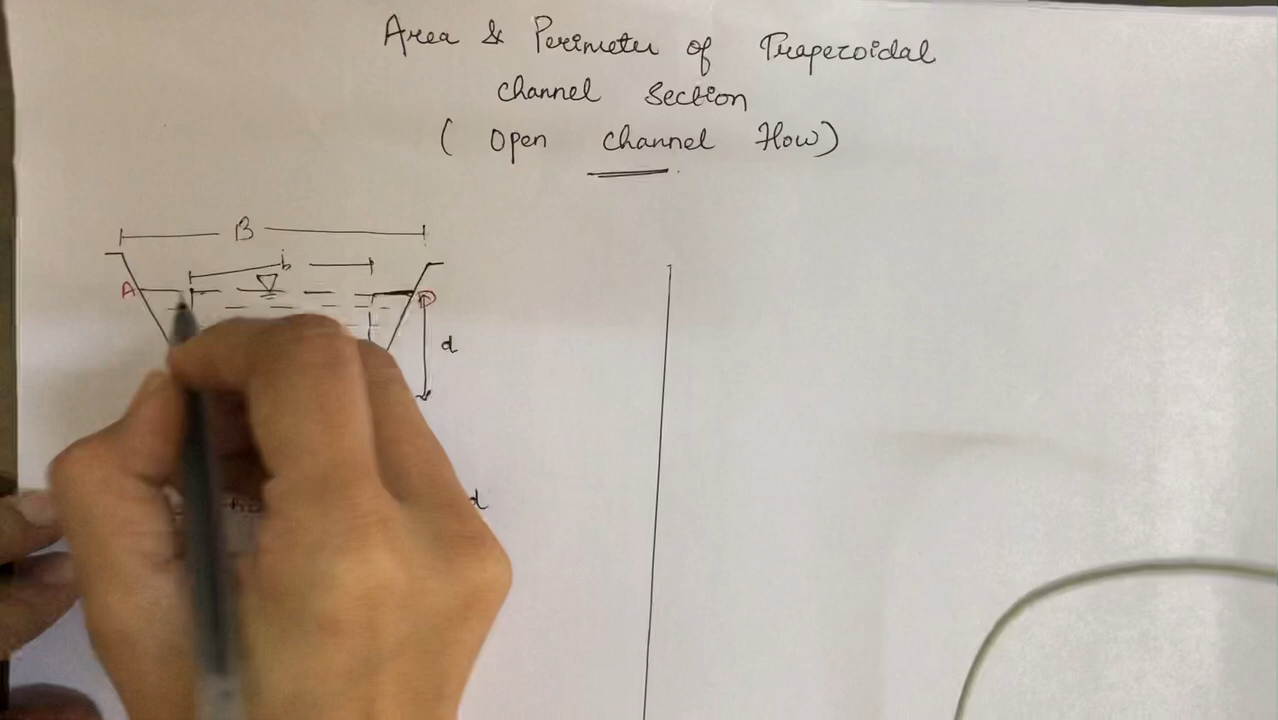 Area & Perimeter of Trapezoidal
channel section
( Open channel flow )
B
b
A
D
d
d